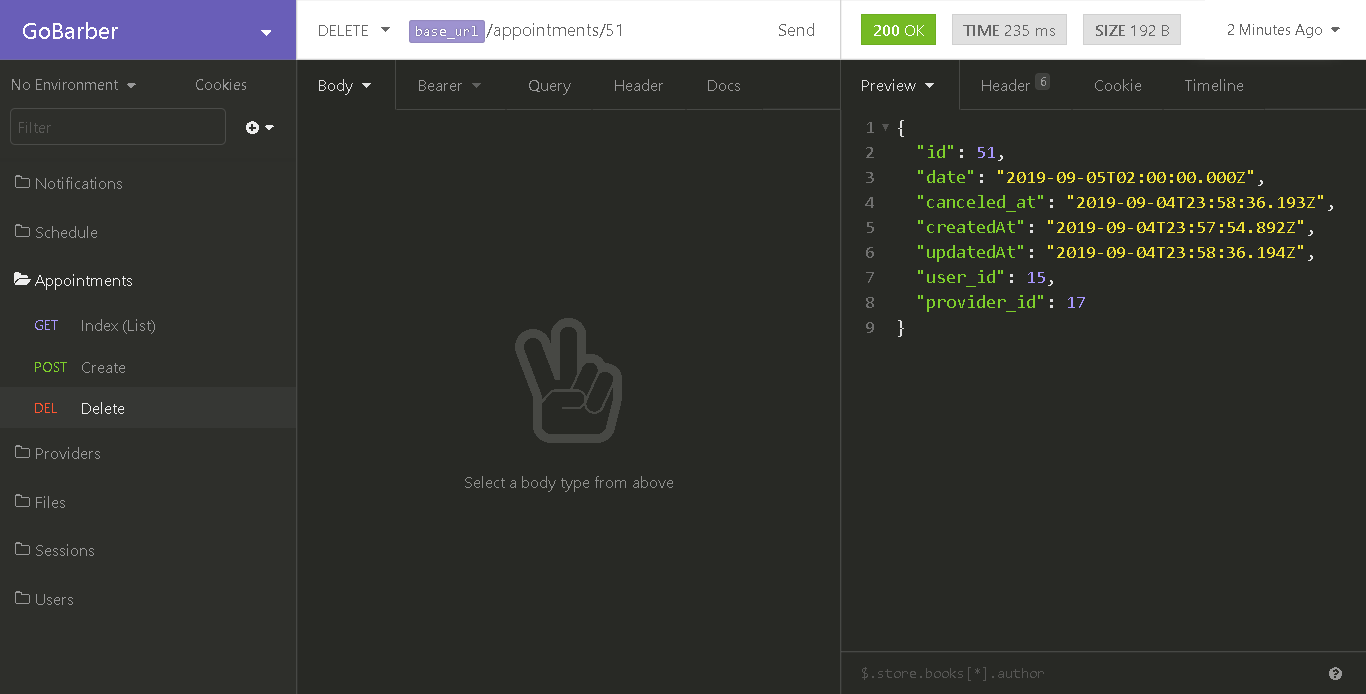 GoBarber
No Environment
Cookies
Filter
Notifications
Schedule
Appointments
GET Index (List)
POST Create
DEL Delete
Providers
Files
Sessions
Users
DELETE base_url/appointments/51 Send
Body Bearer Query Header Docs
Select a body type from above
200 OK TIME 235 ms SIZE 192 B 2 Minutes Ago
Preview Header 6 Cookie Timeline
1 {
2 "id": 51,
3 "date": "2019-09-05T02:00:00.000Z",
4 "canceled_at": "2019-09-04T23:58:36.193Z",
5 "createdAt": "2019-09-04T23:57:54.892Z",
6 "updatedAt": "2019-09-04T23:58:36.194Z",
7 "user_id": 15,
8 "provider_id": 17
9 }
$.store.books[*].author